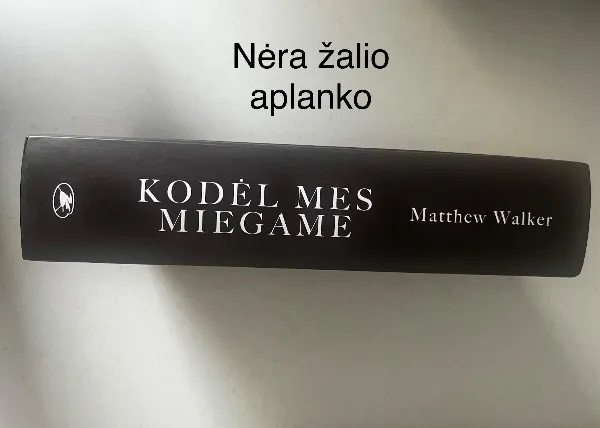 Nėra žalio
aplanko
KODĖL MES
MIEGAME
Matthew Walker